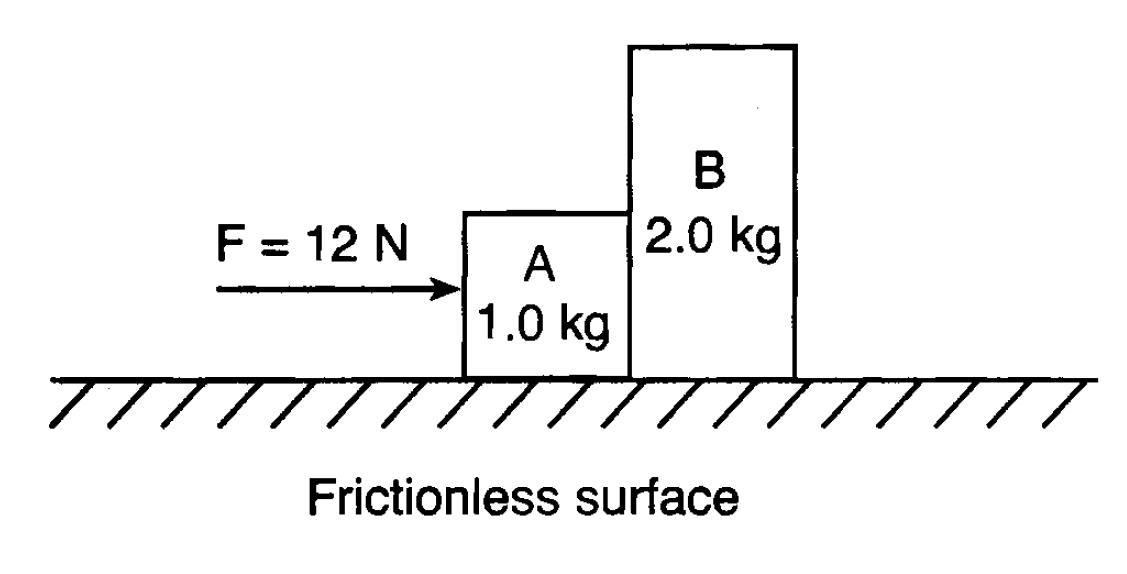 F = 12 N
A
1.0 kg
B
2.0 kg
Frictionless surface